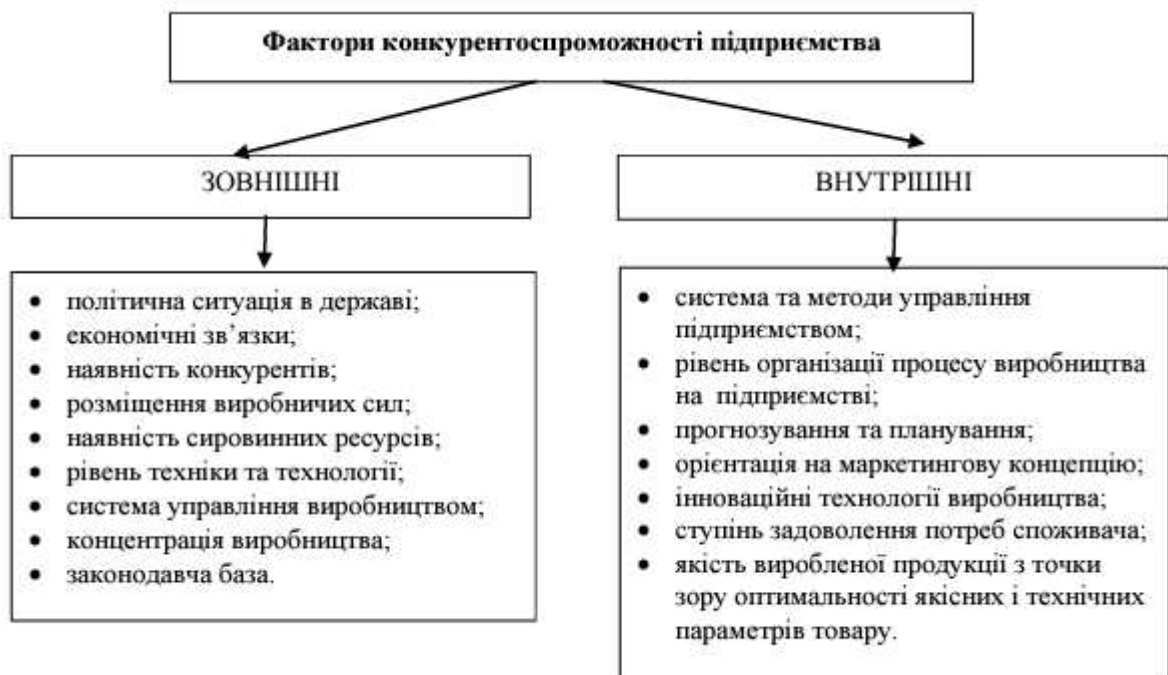 Фактори конкурентоспроможності підприємства
ЗОВНІШНІ
• політична ситуація в державі;
• економічні зв’язки;
• наявність конкурентів;
• розміщення виробничих сил;
• наявність сировинних ресурсів;
• рівень техніки та технології;
• система управління виробництвом;
• концентрація виробництва;
• законодавча база.
ВНУТРІШНІ
• система та методи управління
підприємством;
• рівень організації процесу виробництва
на підприємстві;
• прогнозування та планування;
• орієнтація на маркетингову концепцію;
• інноваційні технології виробництва;
• ступінь задоволення потреб споживача;
• якість виробленої продукції з точки
зору оптимальності якісних і технічних
параметрів товару.